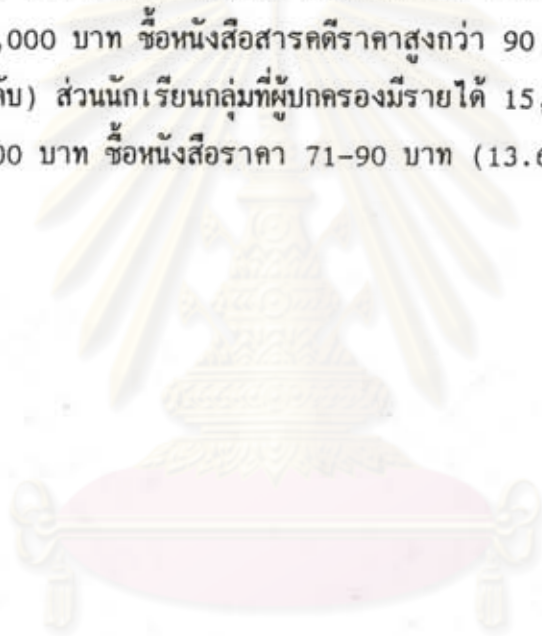 ,000 บาท ซื้อหนังสือสารคดีราคาสูงกว่า 90
ส่วนนักเรียนกลุ่มที่ผู้ปกครองมีรายได้ 15,
00 บาท ซื้อหนังสือราคา 71-90 บาท (13.6